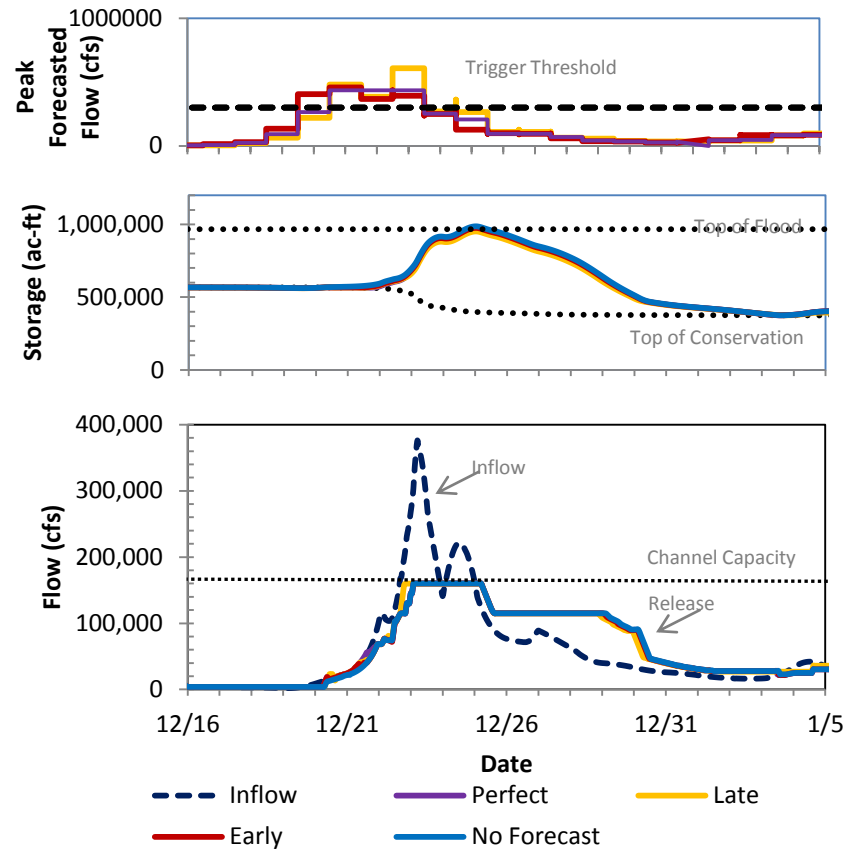 Peak
Forecasted
Flow (cfs)
1000000
0
Trigger Threshold
Storage (ac-ft)
1,000,000
500,000
0
Top of Flood
Top of Conservation
Flow (cfs)
400,000
300,000
200,000
100,000
0
Inflow
Channel Capacity
Release
12/16 12/21 12/26 12/31 1/5
Date
Inflow Perfect Late
Early No Forecast